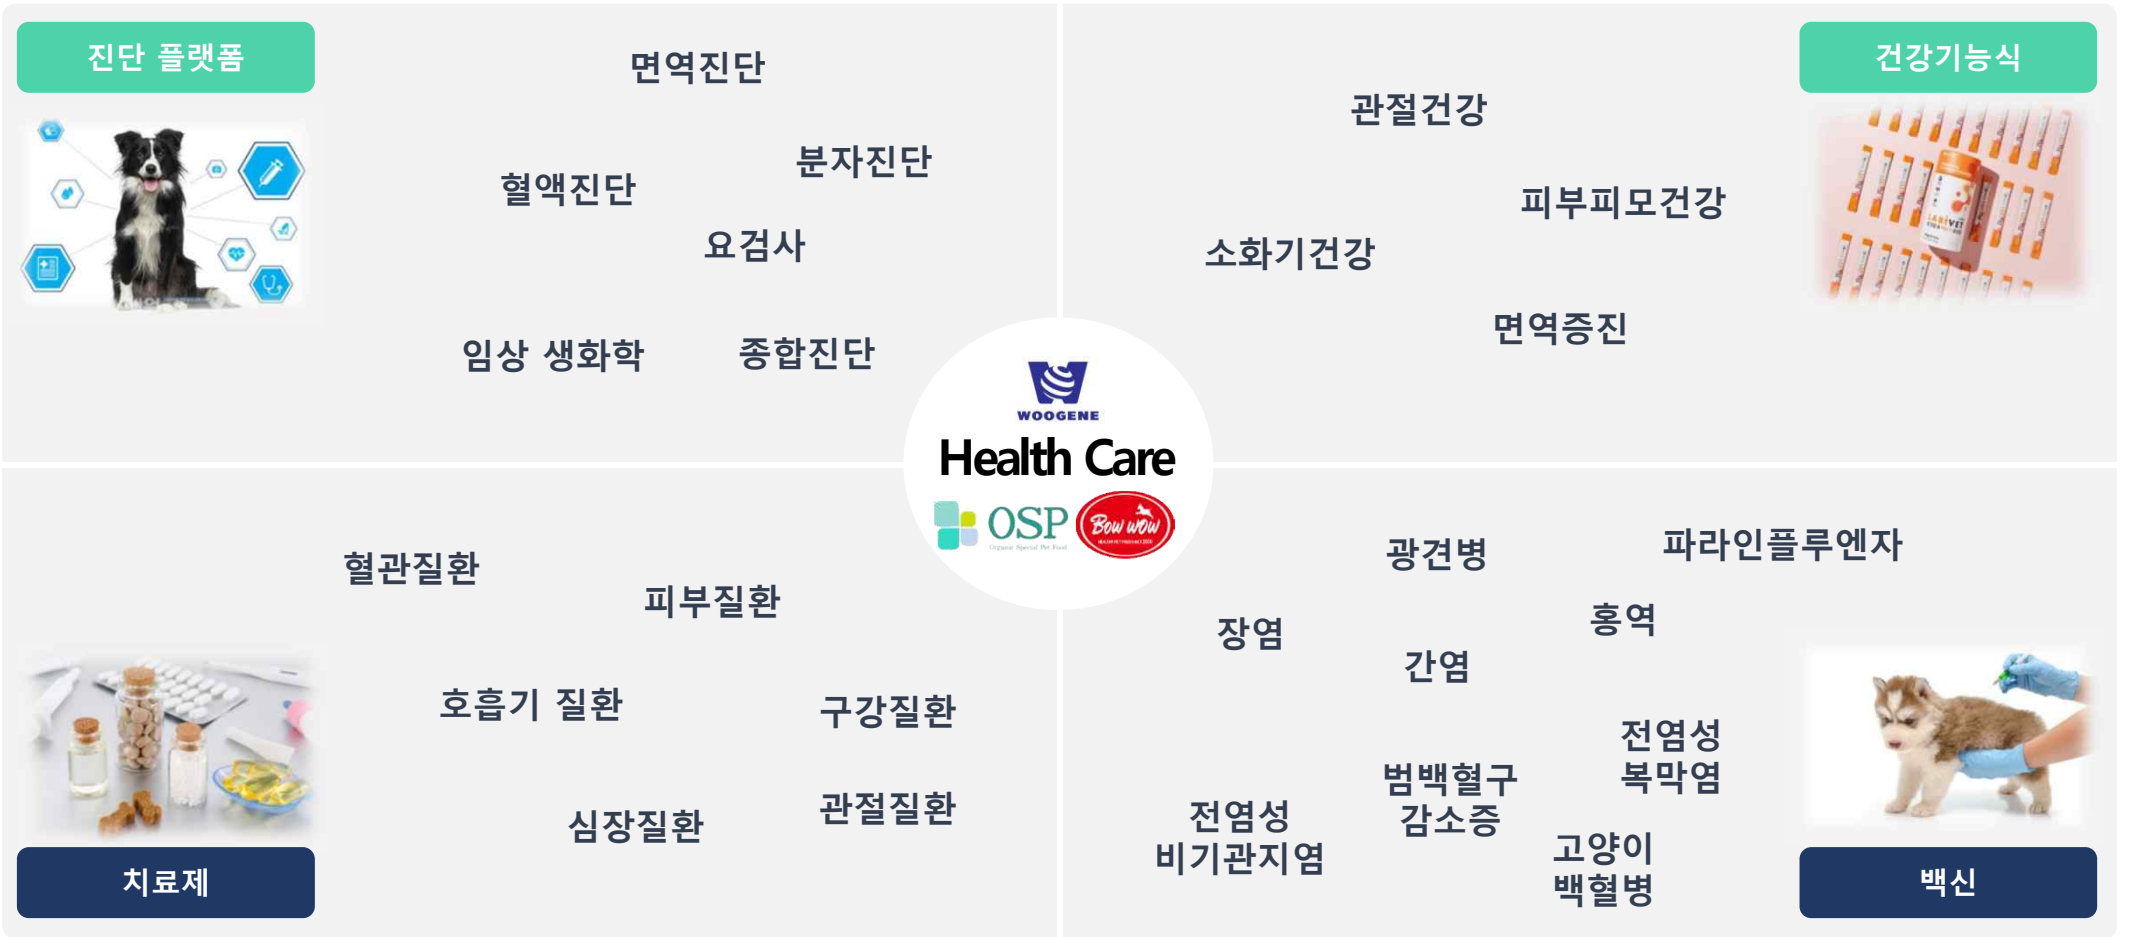 진단 플랫폼
면역진단
분자진단
혈액진단
요검사
임상 생화학
종합진단
건강기능식
관절건강
피부피모건강
소화기건강
면역증진
LABIVET
WOOGENE
Health Care
OSP
Organic Special Pet Food
Bow wow
혈관질환
피부질환
호흡기 질환
구강질환
심장질환
관절질환
치료제
광견병
파라인플루엔자
홍역
장염
간염
전염성
복막염
범백혈구
감소증
전염성
비기관지염
고양이
백혈병
백신